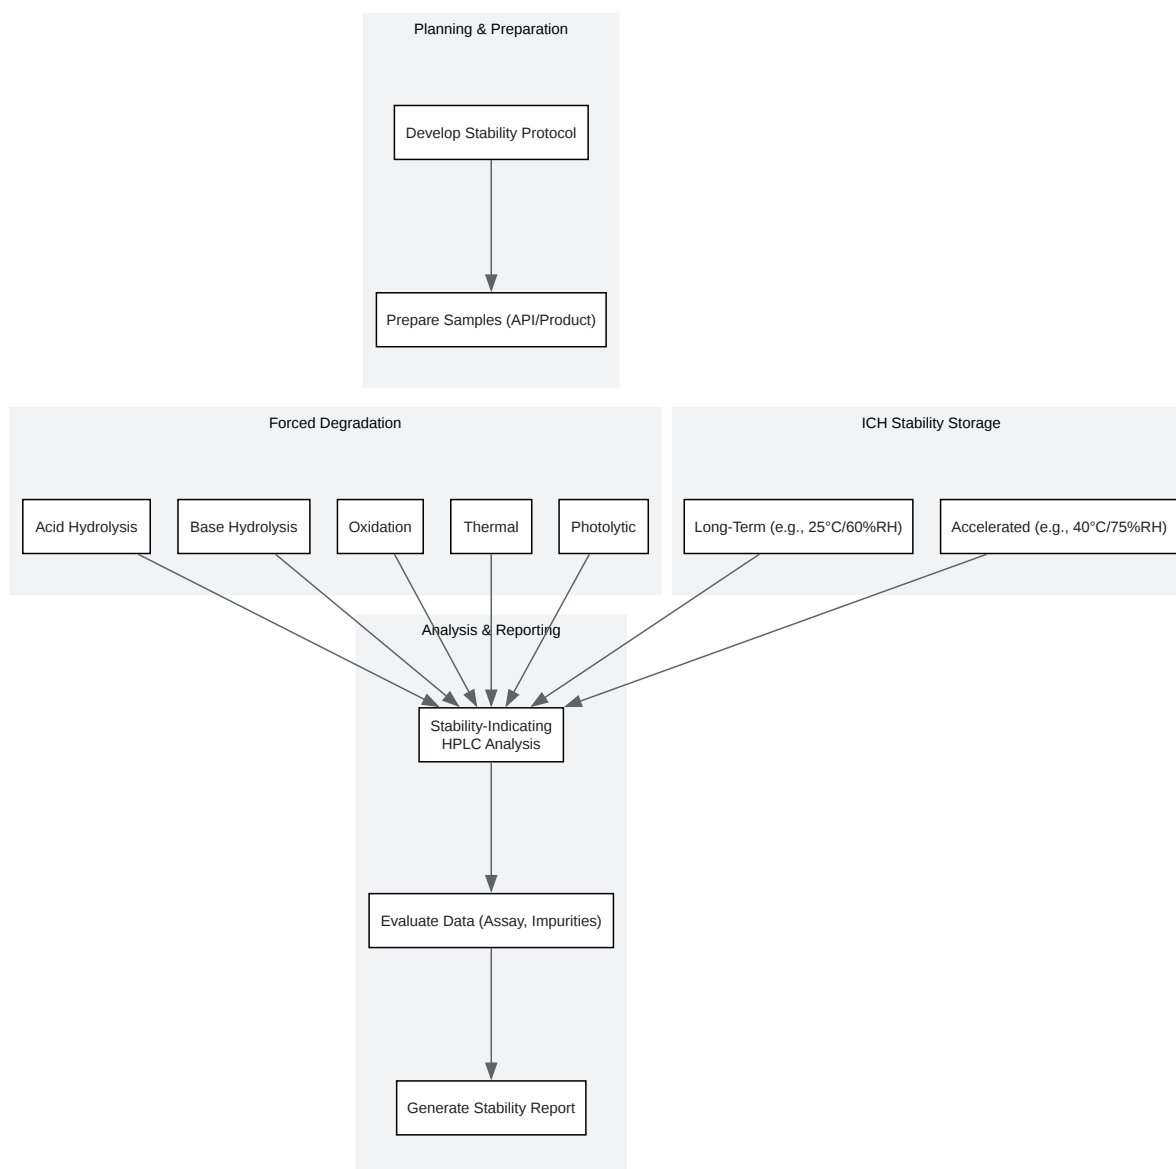 Planning & Preparation
Develop Stability Protocol
Prepare Samples (API/Product)
Forced Degradation
ICH Stability Storage
Acid Hydrolysis
Base Hydrolysis
Oxidation
Thermal
Photolytic
Long-Term (e.g., 25°C/60%RH)
Accelerated (e.g., 40°C/75%RH)
Analysis & Reporting
Stability-Indicating
HPLC Analysis
Evaluate Data (Assay, Impurities)
Generate Stability Report